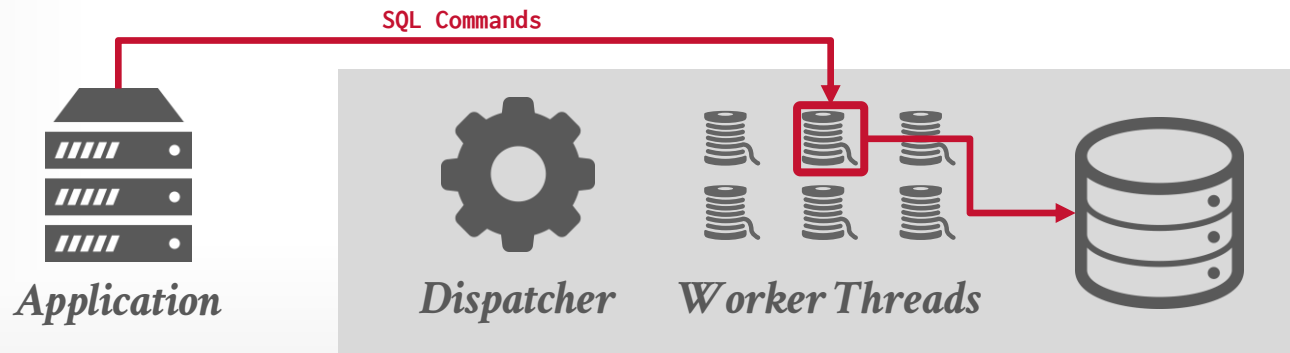 SQL Commands
Application
Dispatcher
Worker Threads